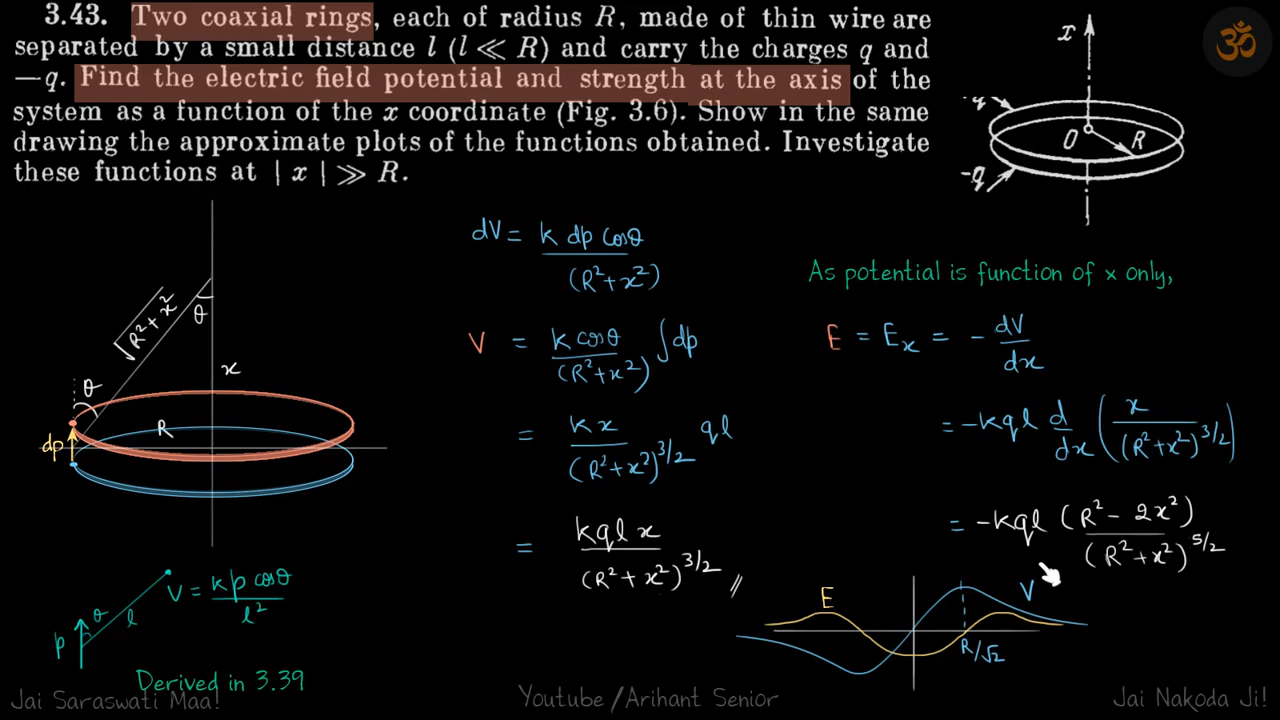 3.43. Two coaxial rings, each of radius R, made of thin wire are
separated by a small distance l (l ≪ R) and carry the charges q and
—q. Find the electric field potential and strength at the axis of the
system as a function of the x coordinate (Fig. 3.6). Show in the same
drawing the approximate plots of the functions obtained. Investigate
these functions at | x | ≫ R.
ॐ
x
q
O
R
-q
√R²+x²
θ
θ
x
R
dp
p
θ
l
V = kp cosθ / l²
Derived in 3.39
dV = k dp cosθ / (R²+x²)
V = k cosθ / (R²+x²) ∫dp
= kx / (R²+x²)^3/2 ql
= kqlx / (R²+x²)^3/2 //
As potential is function of x only,
E = Eₓ = - dV/dx
= -kql d/dx (x / (R²+x²)^3/2)
= -kql (R² - 2x²) / (R²+x²)^5/2
E
V
R/√2
Jai Saraswati Maa!
Youtube /Arihant Senior
Jai Nakoda Ji!